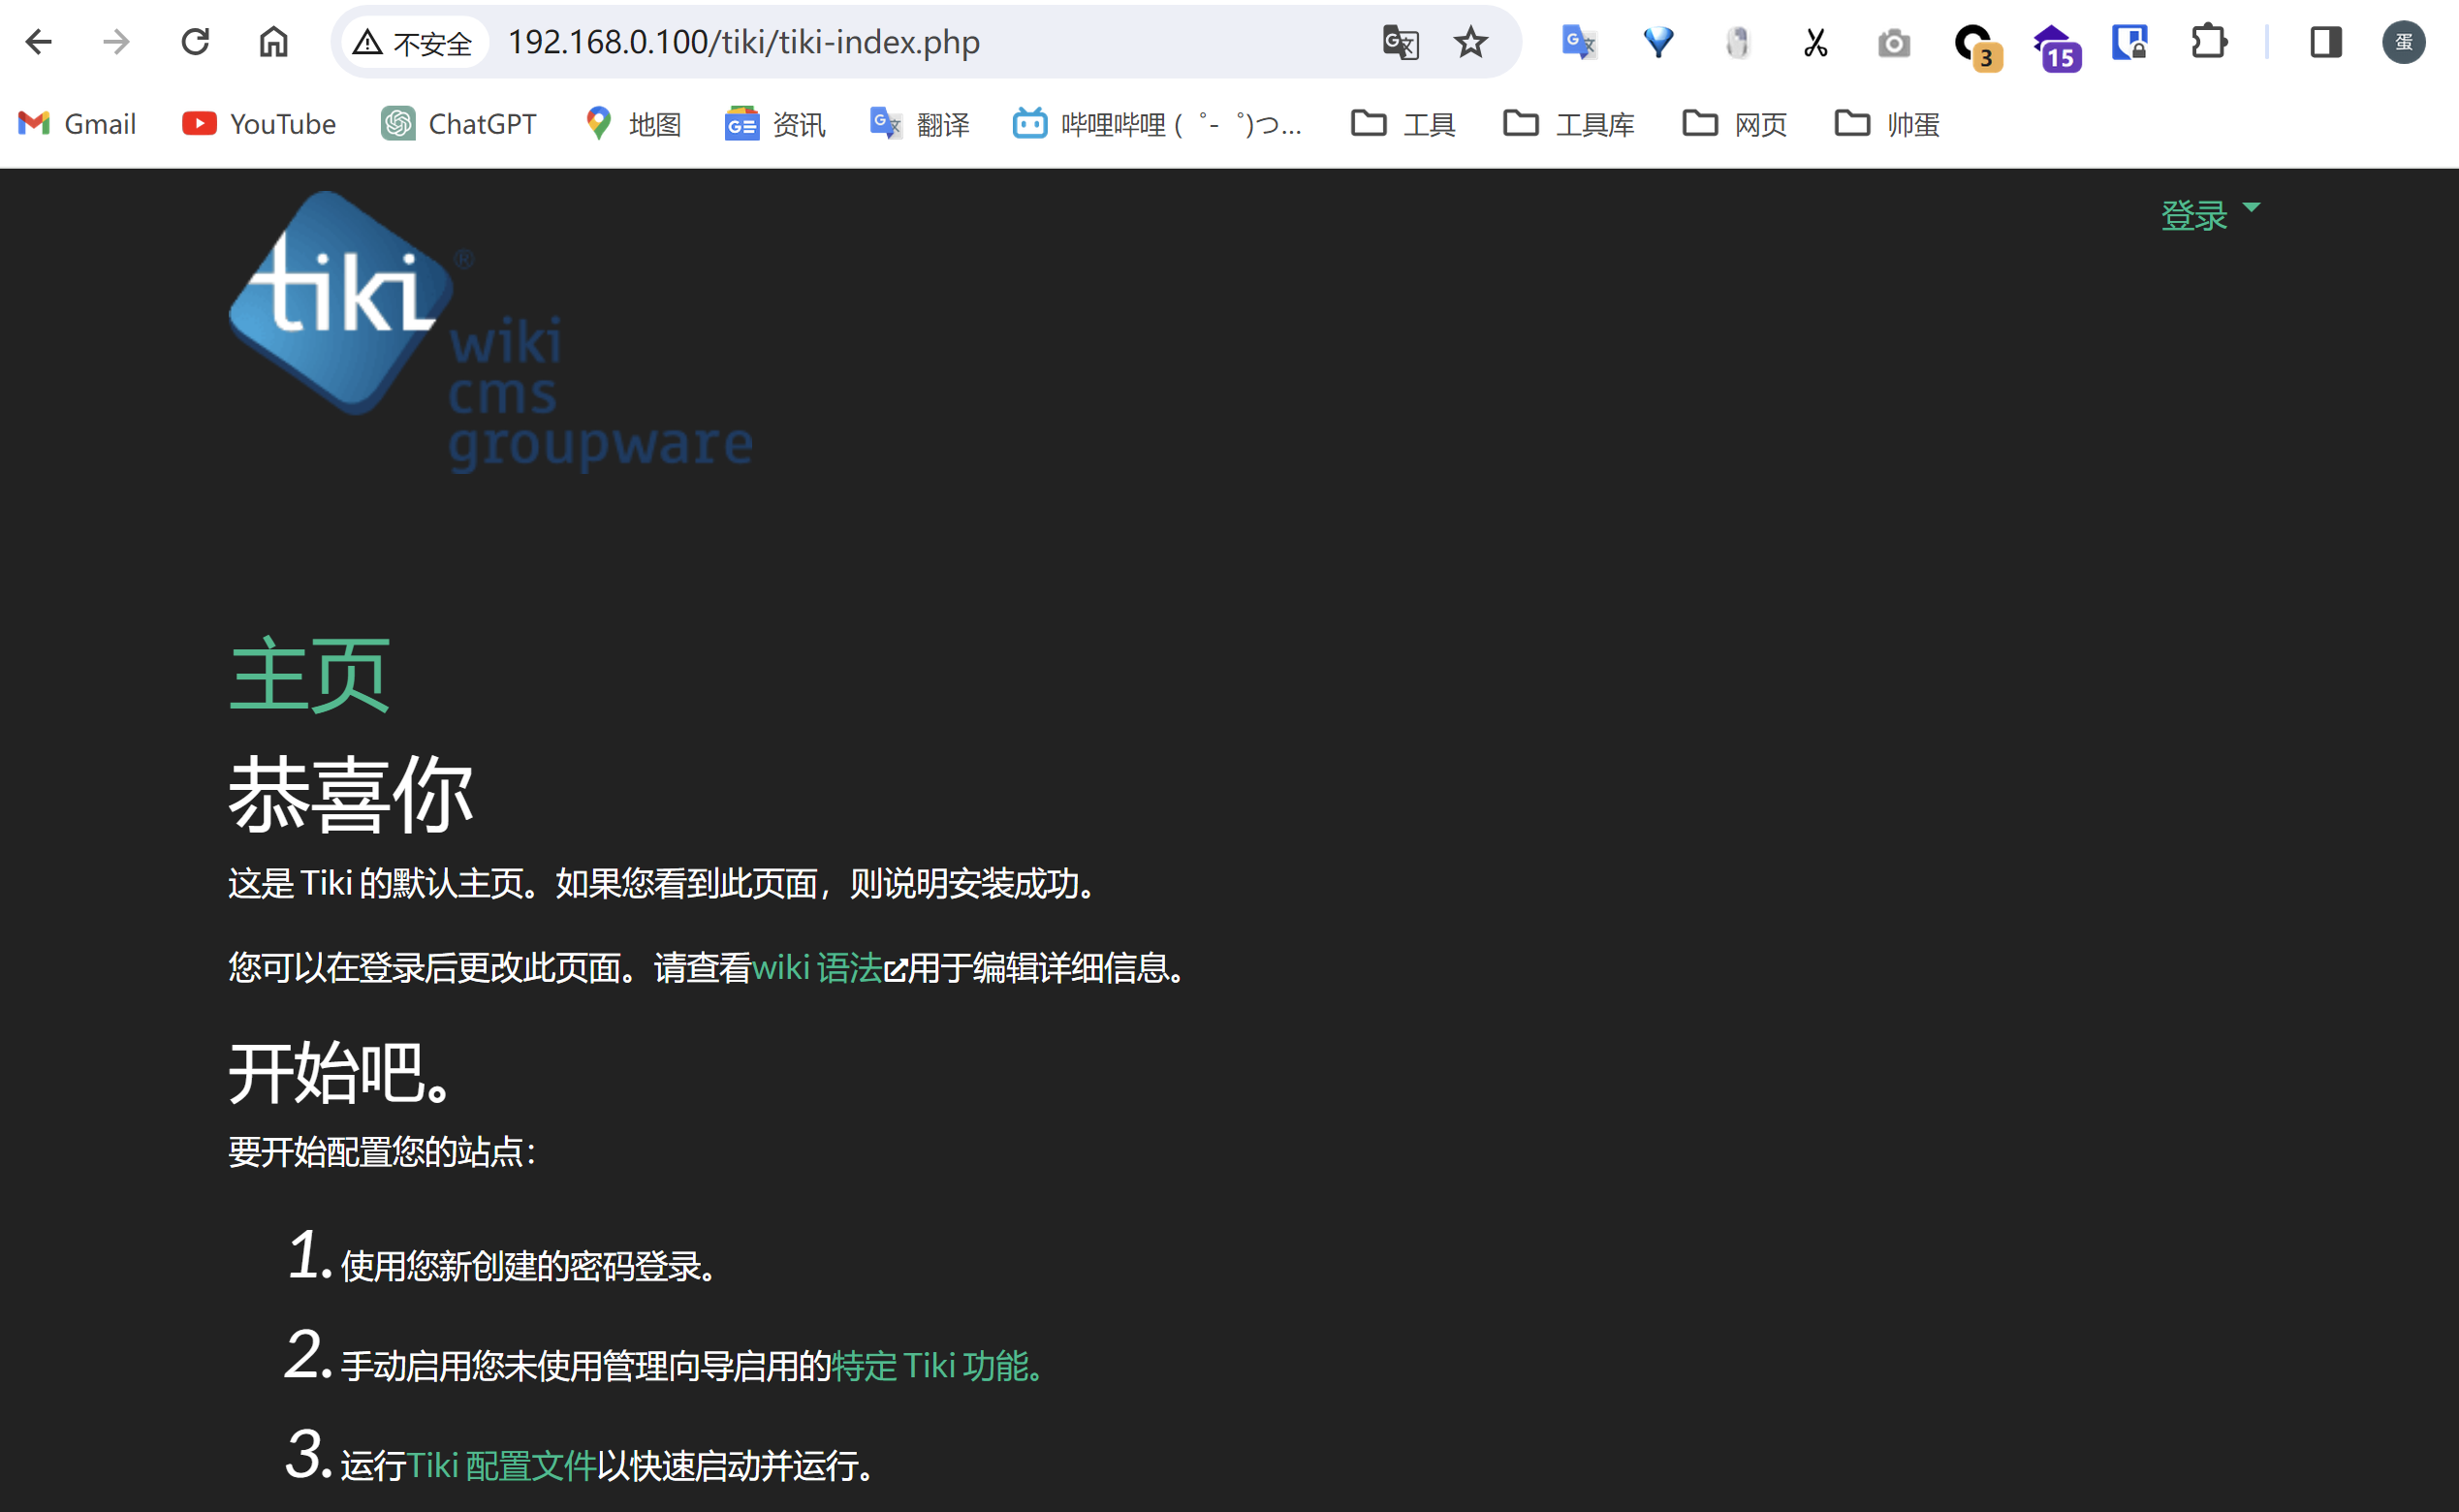 不安全 192.168.0.100/tiki/tiki-index.php 3 15 蛋
Gmail YouTube ChatGPT 地图 资讯 翻译 哔哩哔哩 (゜-゜)つ... 工具 工具库 网页 帅蛋
登录
tiki®
wiki
cms
groupware
主页
恭喜你
这是 Tiki 的默认主页。如果您看到此页面，则说明安装成功。
您可以在登录后更改此页面。请查看wiki 语法用于编辑详细信息。
开始吧。
要开始配置您的站点：
1. 使用您新创建的密码登录。
2. 手动启用您未使用管理向导启用的特定 Tiki 功能。
3. 运行Tiki 配置文件以快速启动并运行。